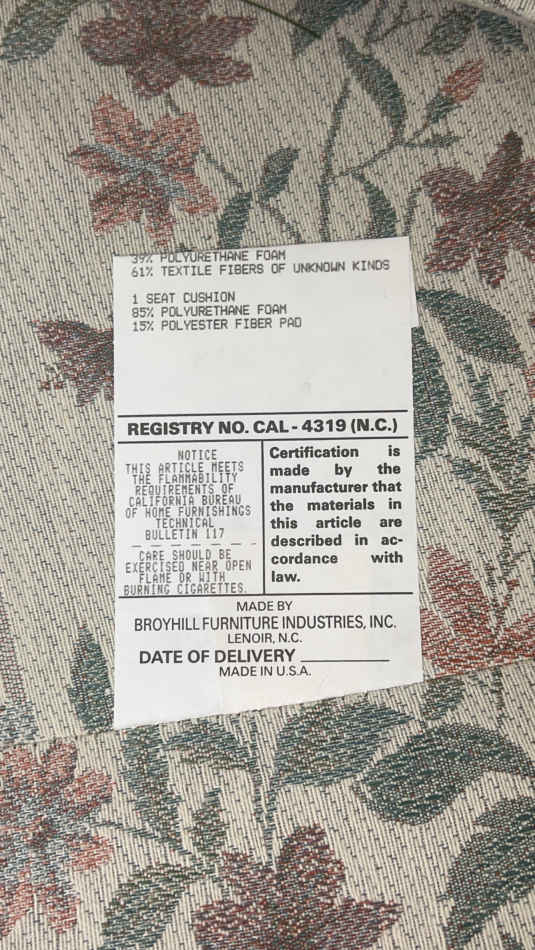 39% POLYURETHANE FOAM
61% TEXTILE FIBERS OF UNKNOWN KINDS
1 SEAT CUSHION
85% POLYURETHANE FOAM
15% POLYESTER FIBER PAD
REGISTRY NO. CAL - 4319 (N.C.)
NOTICE
THIS ARTICLE MEETS
THE FLAMMABILITY
REQUIREMENTS OF
CALIFORNIA BUREAU
OF HOME FURNISHINGS
TECHNICAL
BULLETIN 117
CARE SHOULD BE
EXERCISED NEAR OPEN
FLAME OR WITH
BURNING CIGARETTES.
Certification is
made by the
manufacturer that
the materials in
this article are
described in ac-
cordance with
law.
MADE BY
BROYHILL FURNITURE INDUSTRIES, INC.
LENOIR, N.C.
DATE OF DELIVERY
MADE IN U.S.A.